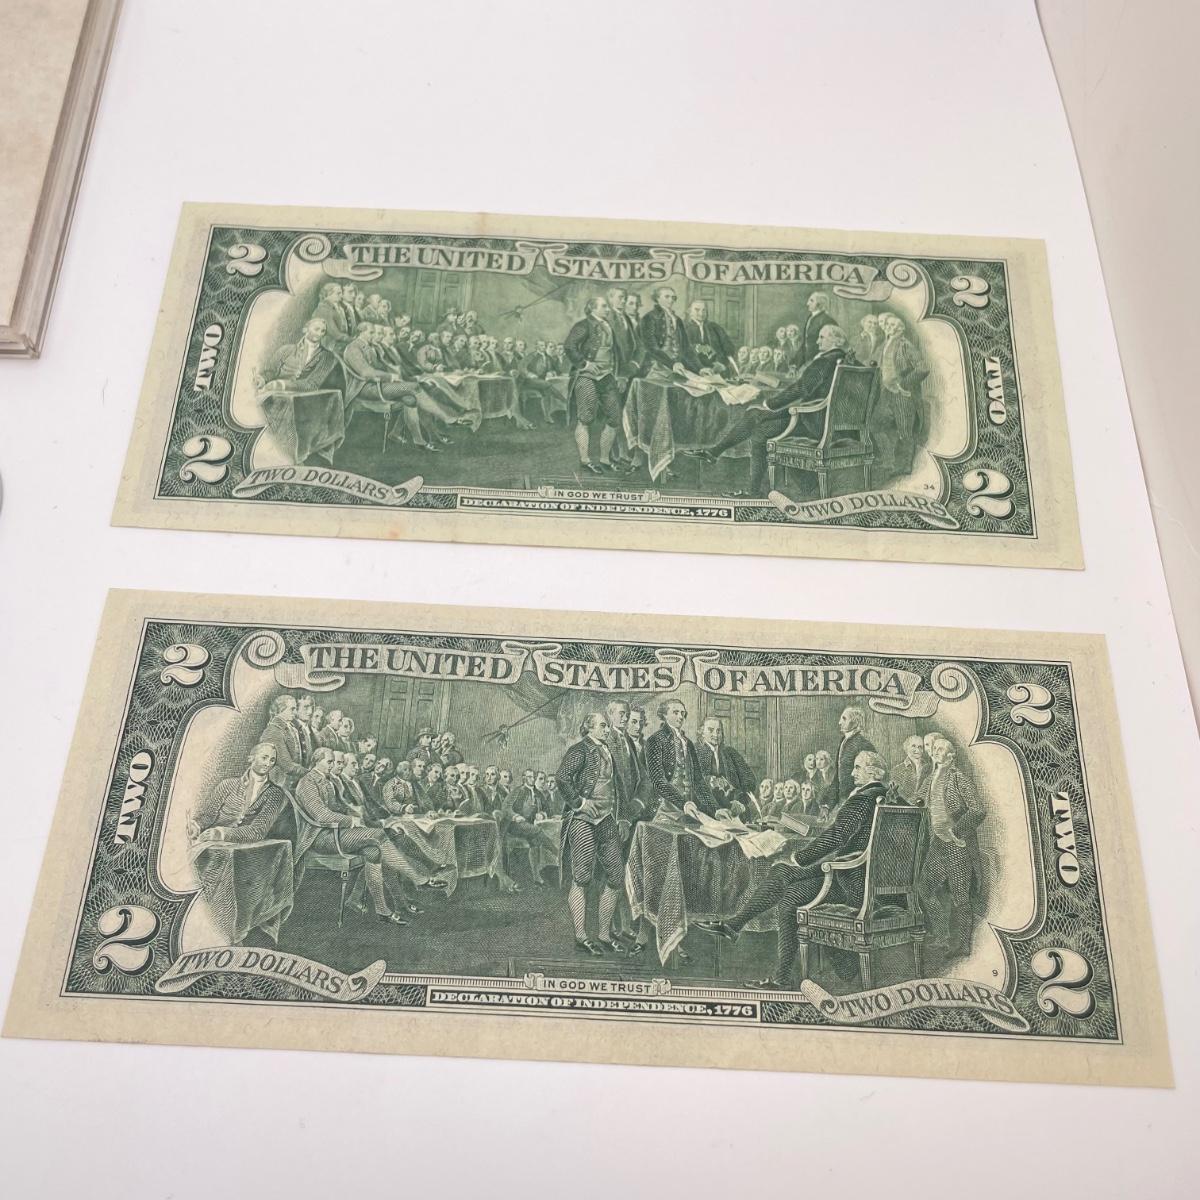 2 THE UNITED STATES OF AMERICA 2
TWO TWO
2 TWO DOLLARS IN GOD WE TRUST 34 2
DECLARATION OF INDEPENDENCE, 1776 TWO DOLLARS
2 THE UNITED STATES OF AMERICA 2
TWO TWO
2 TWO DOLLARS IN GOD WE TRUST 9 2
DECLARATION OF INDEPENDENCE, 1776 TWO DOLLARS